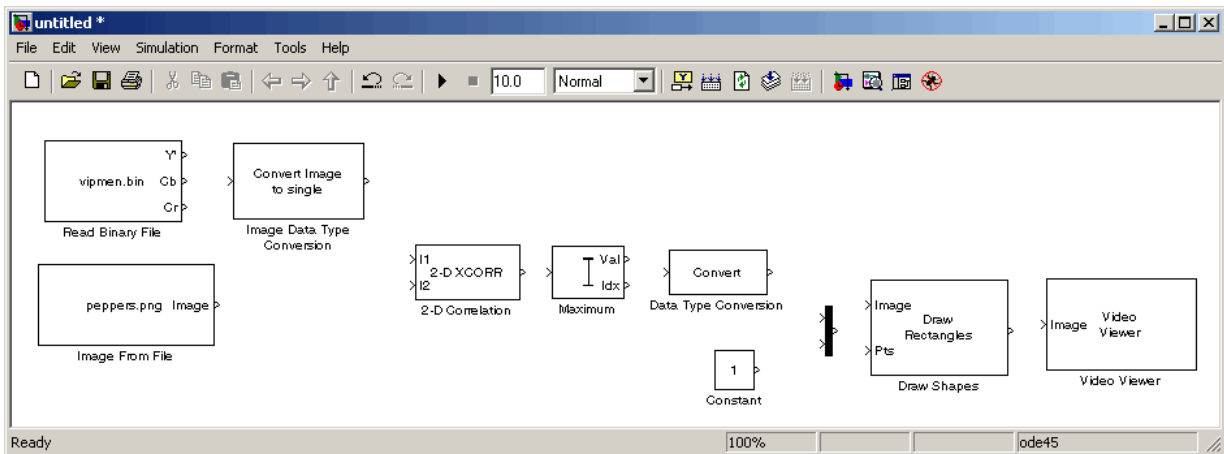 untitled *
File Edit View Simulation Format Tools Help
10.0 Normal
Y'
vipmen.bin Cb
Cr
Read Binary File
Convert Image
to single
Image Data Type
Conversion
peppers.png Image
Image From File
I1
2-D XCORR
I2
2-D Correlation
Val
Idx
Maximum
Convert
Data Type Conversion
1
Constant
Image
Draw
Rectangles
Pts
Draw Shapes
Image
Video
Viewer
Video Viewer
Ready 100% ode45